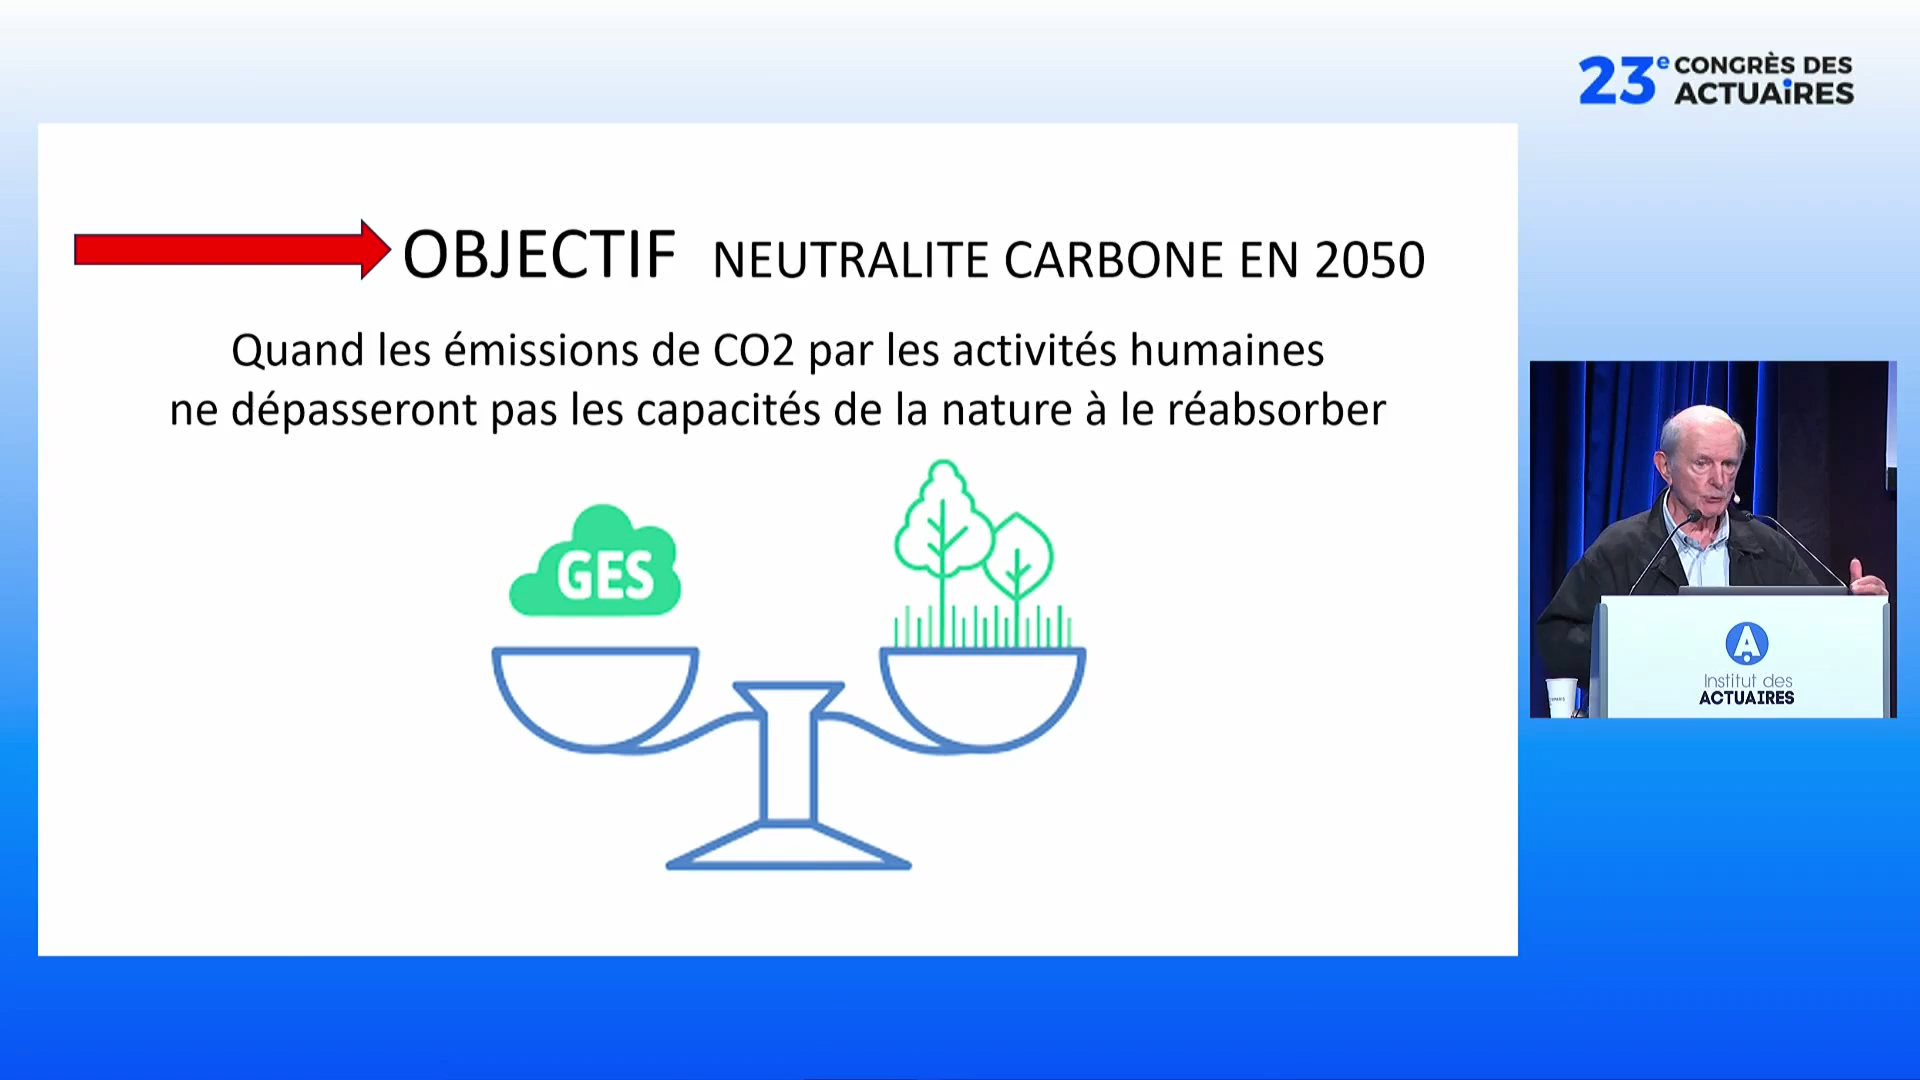 23e CONGRÈS DES
ACTUAiRES
OBJECTIF NEUTRALITE CARBONE EN 2050
Quand les émissions de CO2 par les activités humaines
ne dépasseront pas les capacités de la nature à le réabsorber
GES
A
Institut des
ACTUAIRES